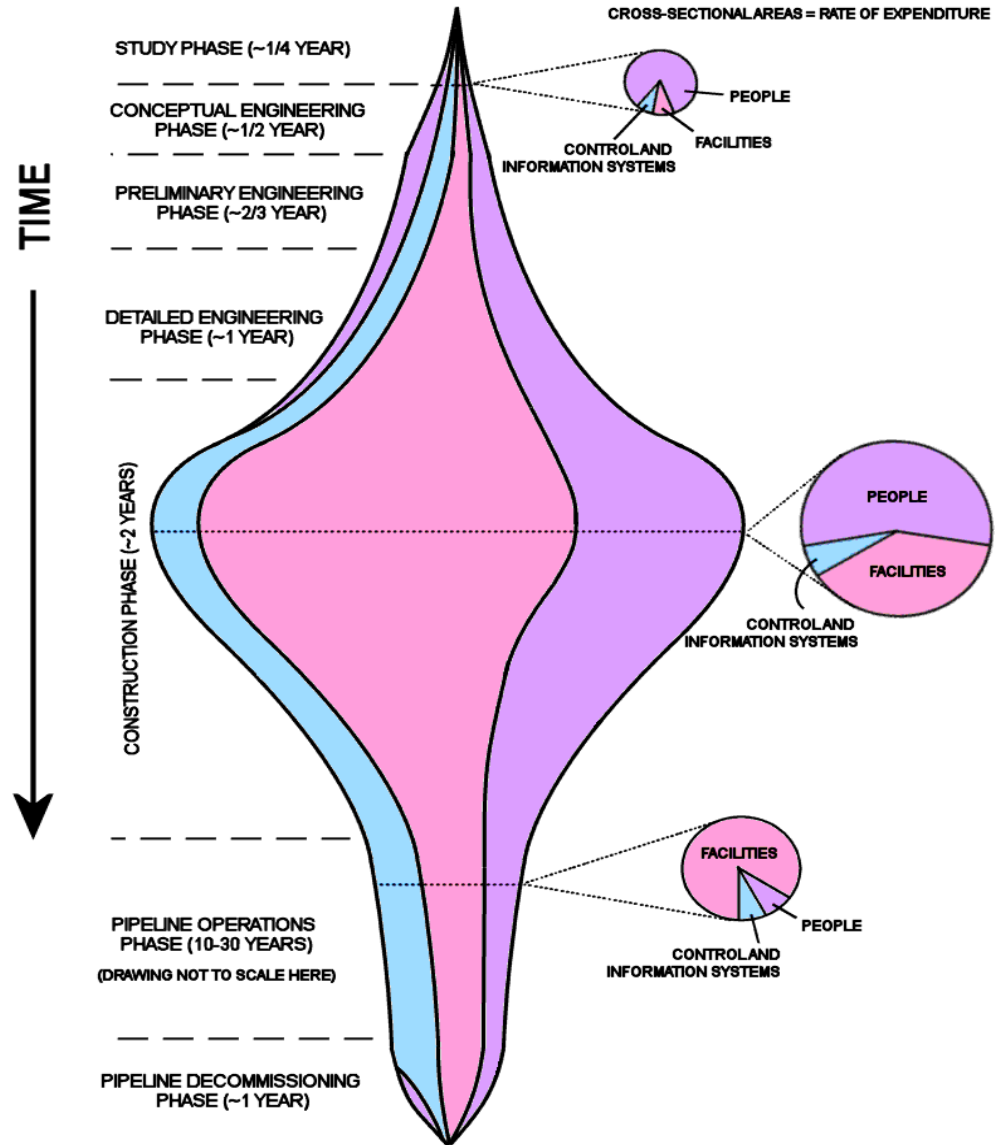 CROSS-SECTIONAL AREAS = RATE OF EXPENDITURE
STUDY PHASE (~1/4 YEAR)
CONCEPTUAL ENGINEERING
PHASE (~1/2 YEAR)
PEOPLE
FACILITIES
CONTROLAND
INFORMATION SYSTEMS
TIME
PRELIMINARY ENGINEERING
PHASE (~2/3 YEAR)
DETAILED ENGINEERING
PHASE (~1 YEAR)
CONSTRUCTION PHASE (~2 YEARS)
PEOPLE
FACILITIES
CONTROLAND
INFORMATION SYSTEMS
PIPELINE OPERATIONS
PHASE (10-30 YEARS)
(DRAWING NOT TO SCALE HERE)
FACILITIES
PEOPLE
CONTROLAND
INFORMATION SYSTEMS
PIPELINE DECOMMISSIONING
PHASE (~1 YEAR)